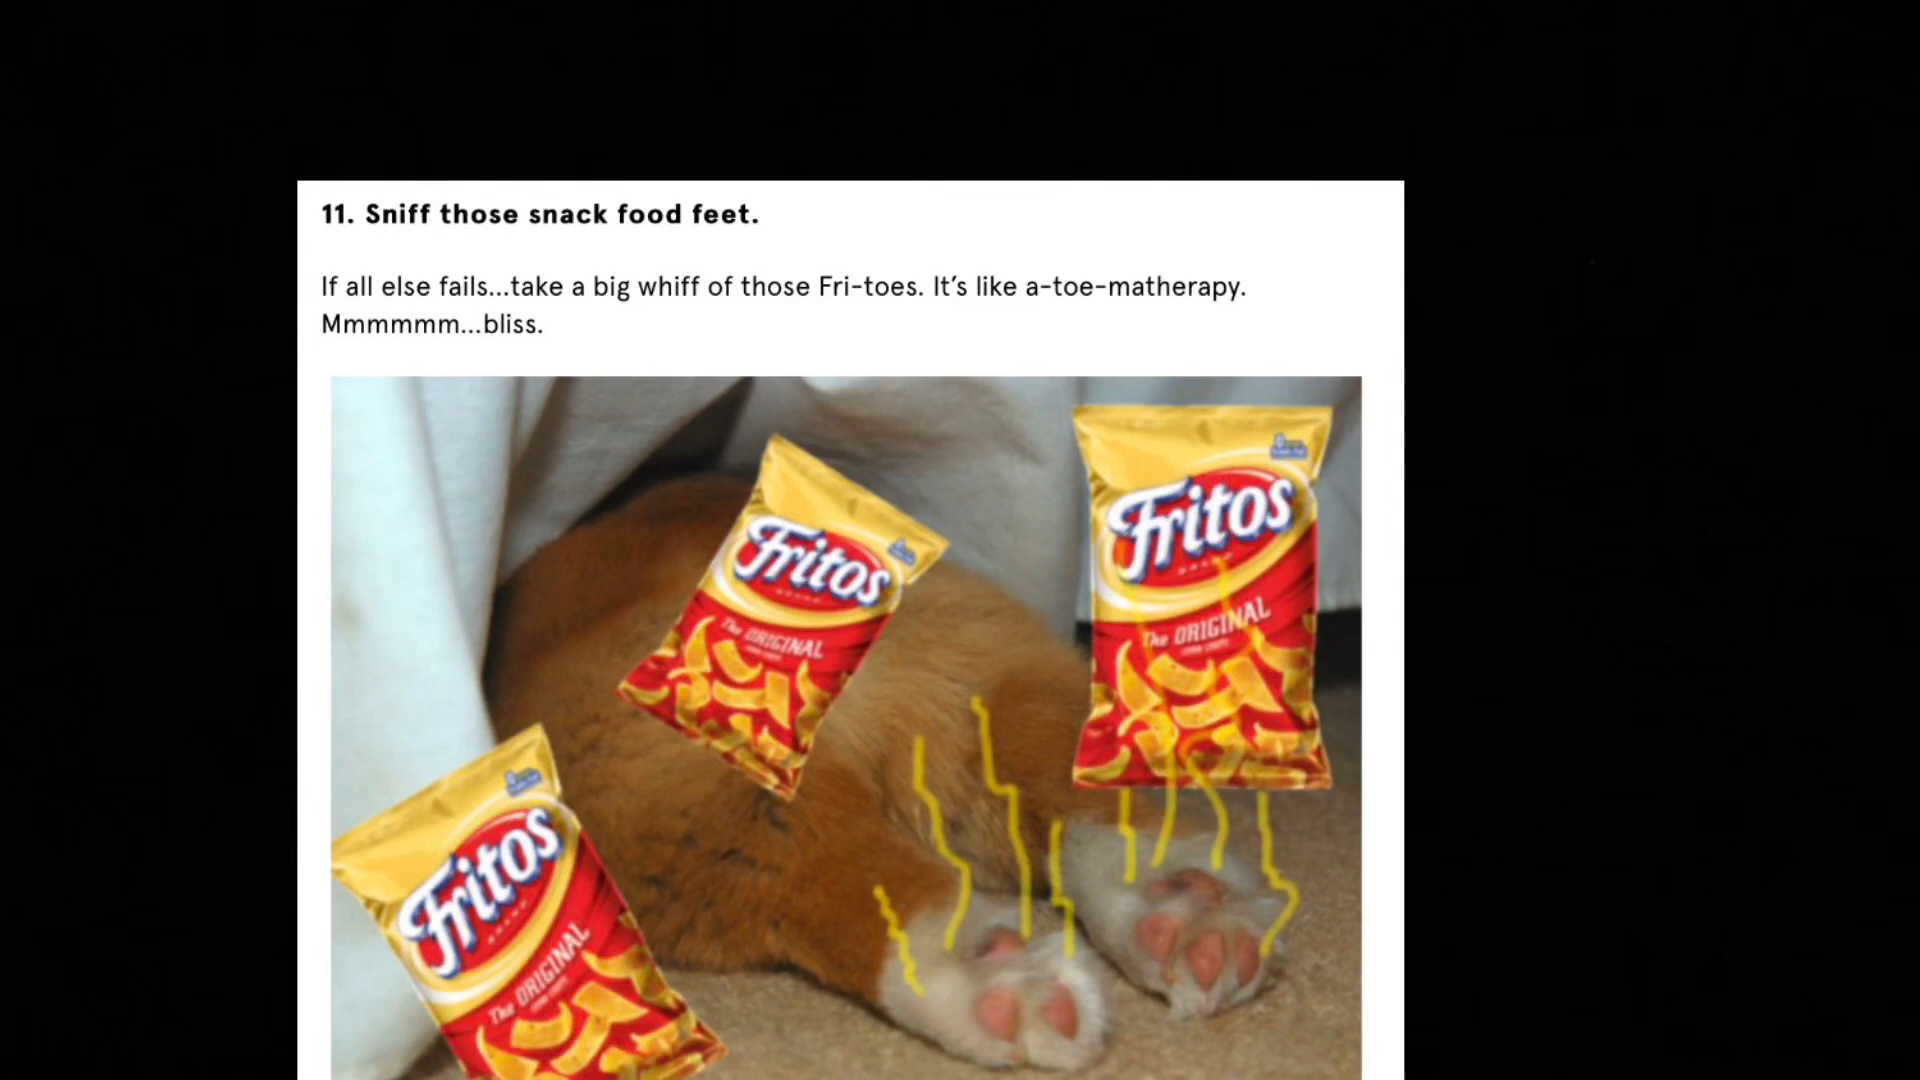 11. Sniff those snack food feet.
If all else fails...take a big whiff of those Fri-toes. It’s like a-toe-matherapy.
Mmmmmm...bliss.
Fritos
The ORIGINAL
Fritos
The ORIGINAL
Fritos
The ORIGINAL